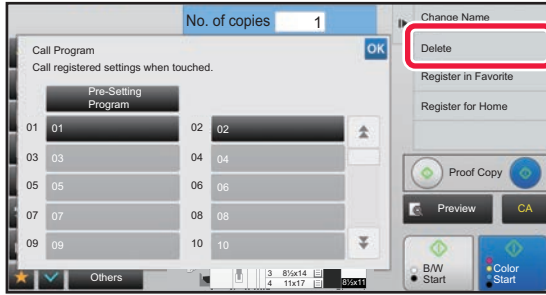 No. of copies 1
Change Name
Call Program OK
Delete
Call registered settings when touched.
Register in Favorite
Pre-Setting
Program
Register for Home
01 01 02 02
03 03 04 04
Proof Copy
05 05 06 06
07 07 08 08
Preview CA
09 09 10 10
Others
3 8½x14
4 11x17
8½x11
B/W
Start
Color
Start